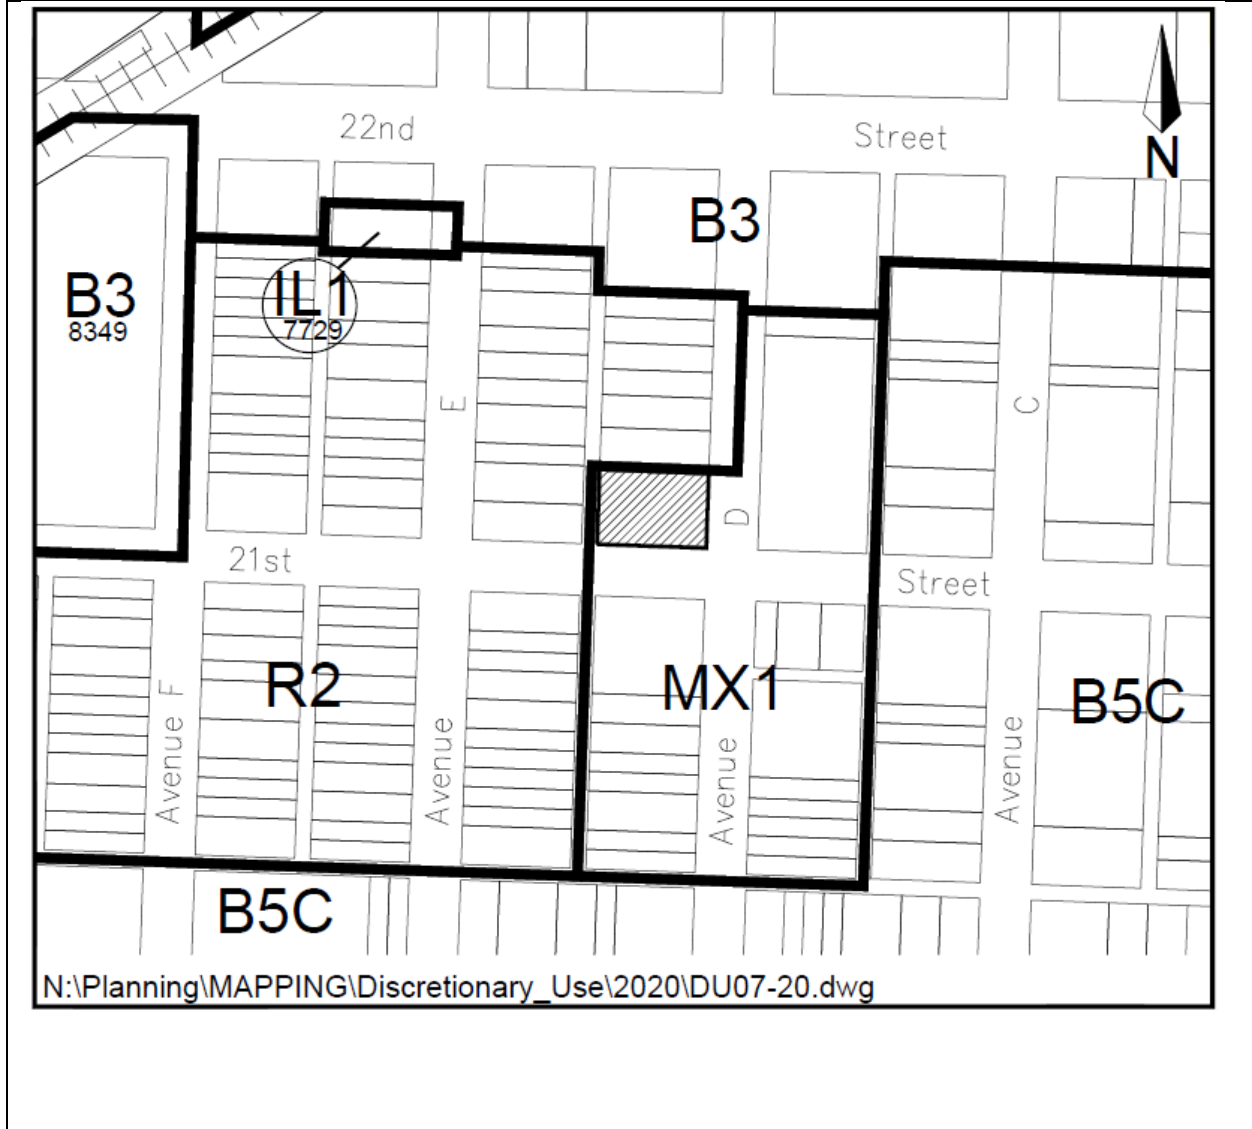 22nd
Street
N
B3
B3
8349
IL1
7729
E
C
D
21st
Street
R2
MX1
B5C
Avenue F
Avenue
Avenue
Avenue
B5C
N:\Planning\MAPPING\Discretionary_Use\2020\DU07-20.dwg